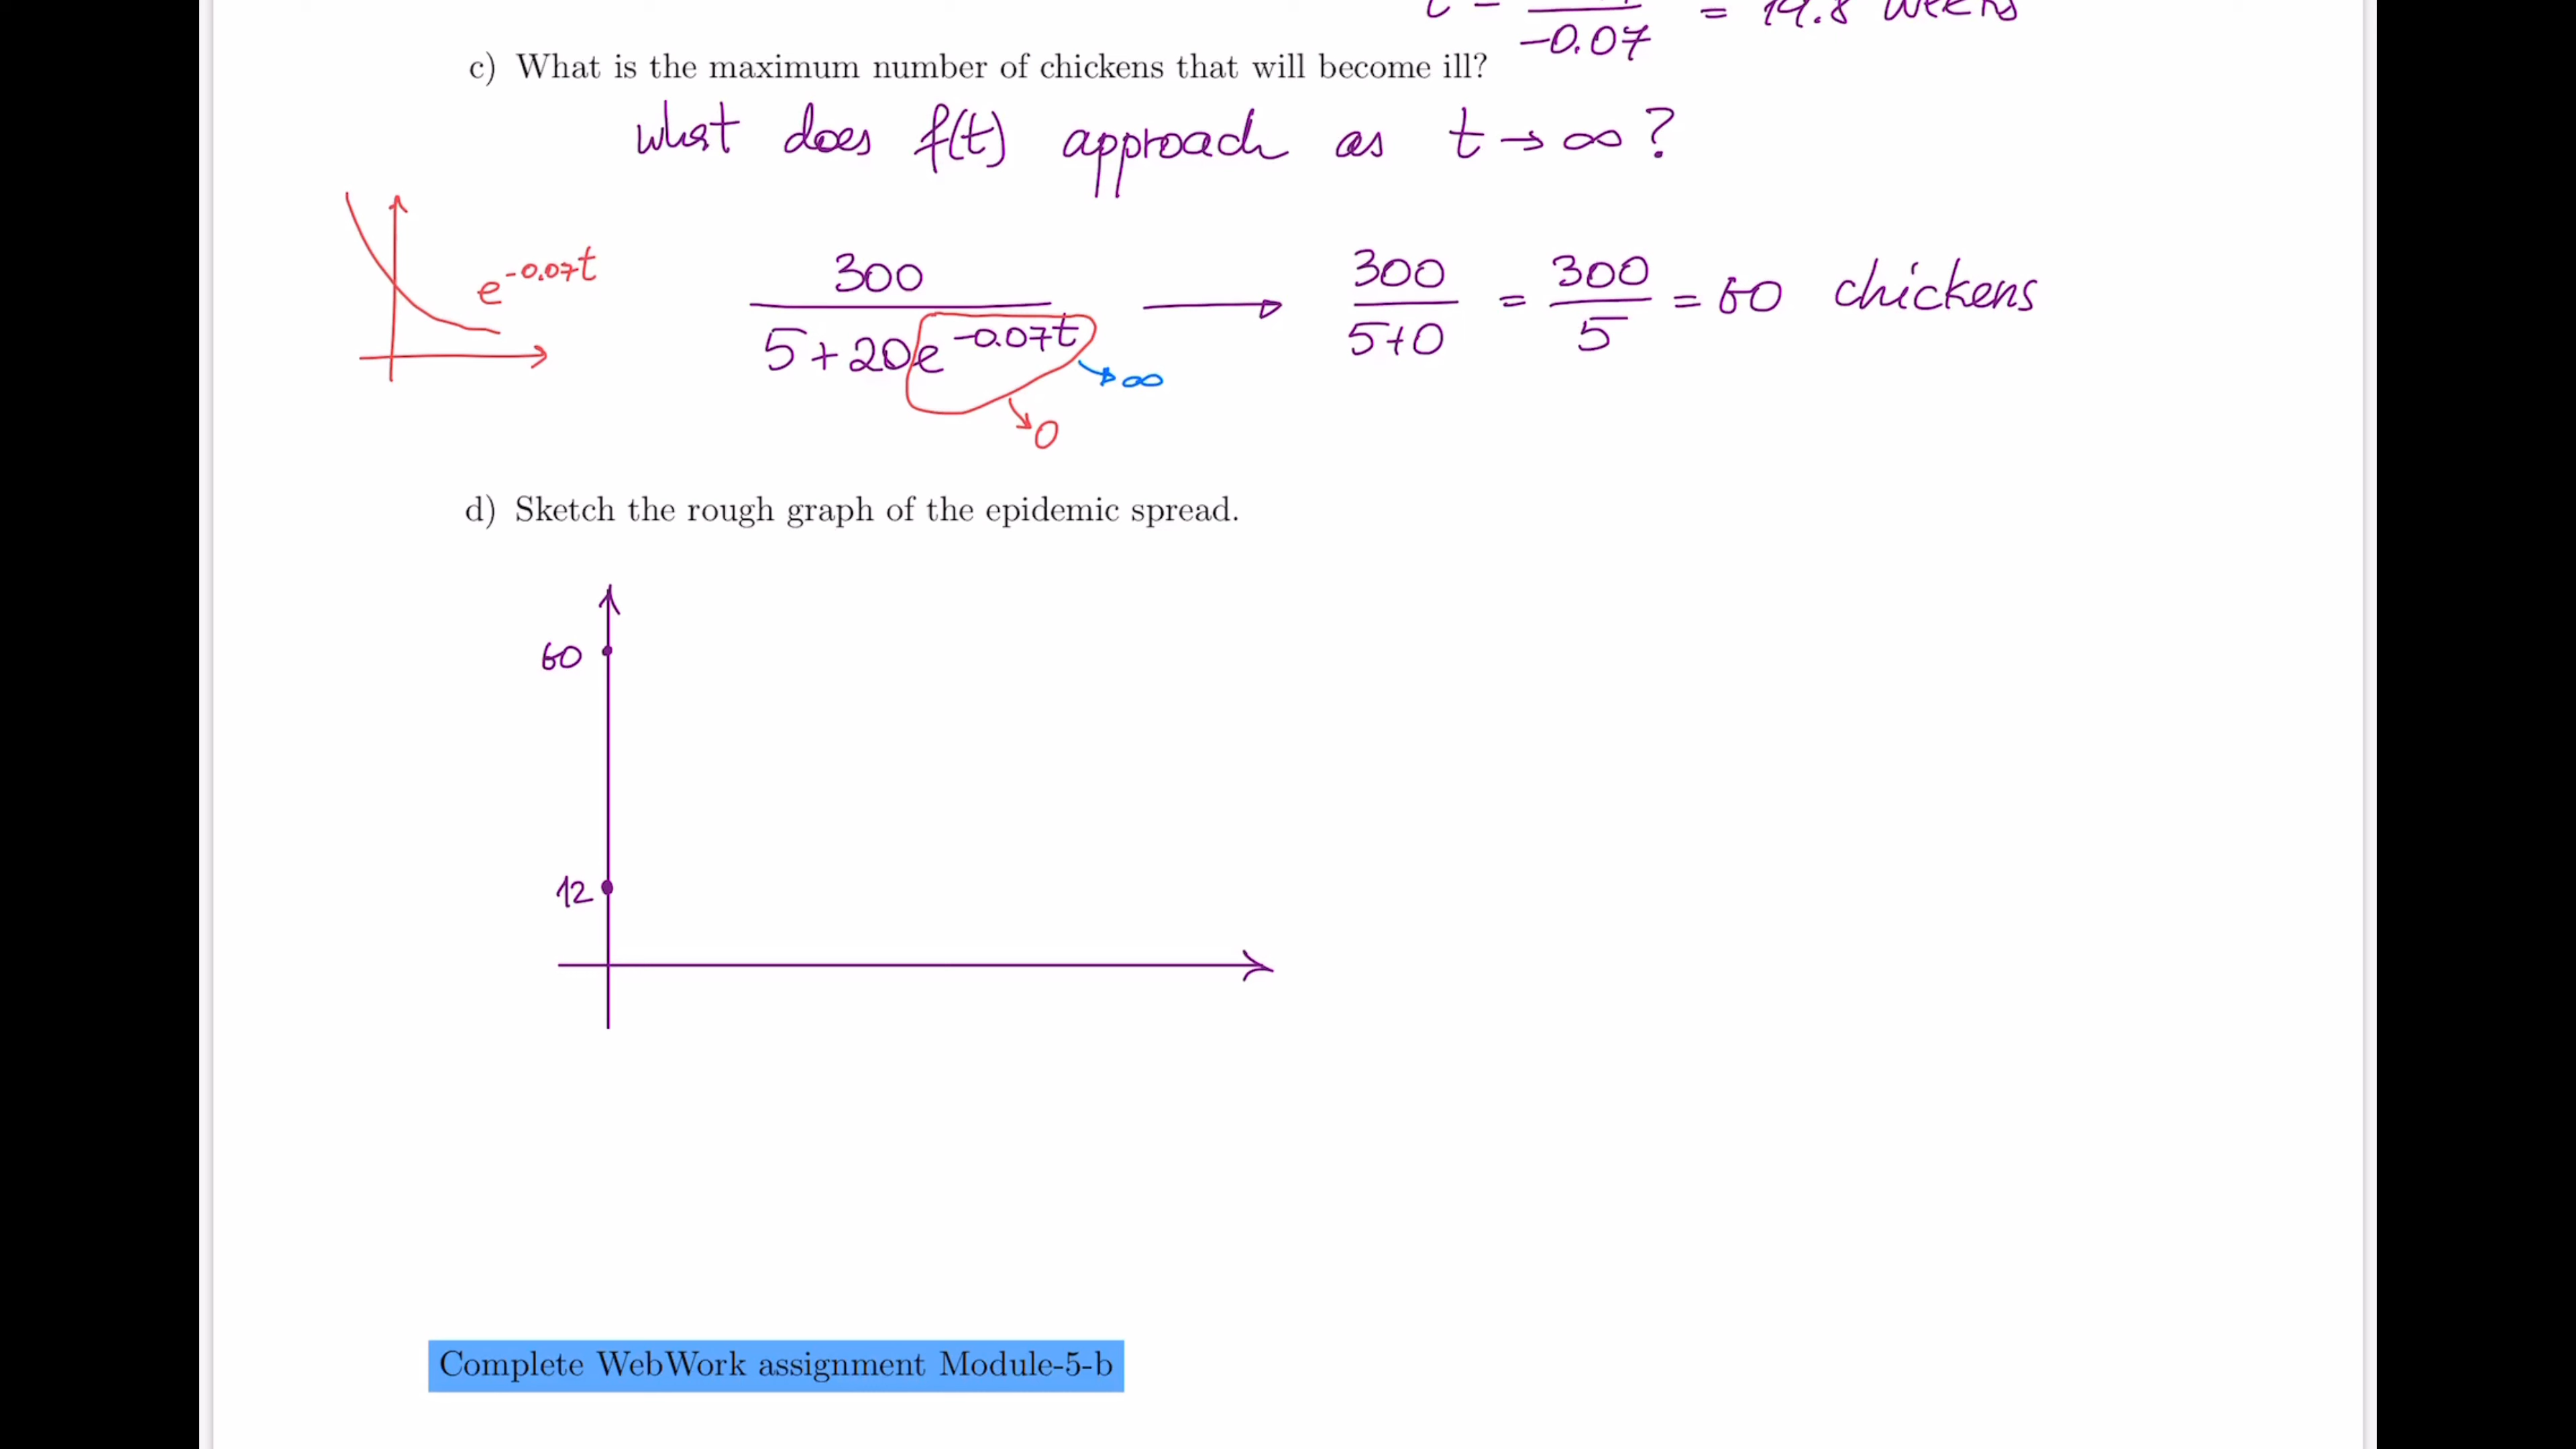 -0.07 = 19.8 weeks
c) What is the maximum number of chickens that will become ill?
what does f(t) approach as t → ∞ ?
e^-0.07t
300 / 5+20e^-0.07t → 300 / 5+0 = 300 / 5 = 60 chickens
→ ∞
→ 0
d) Sketch the rough graph of the epidemic spread.
60
12
Complete WebWork assignment Module-5-b